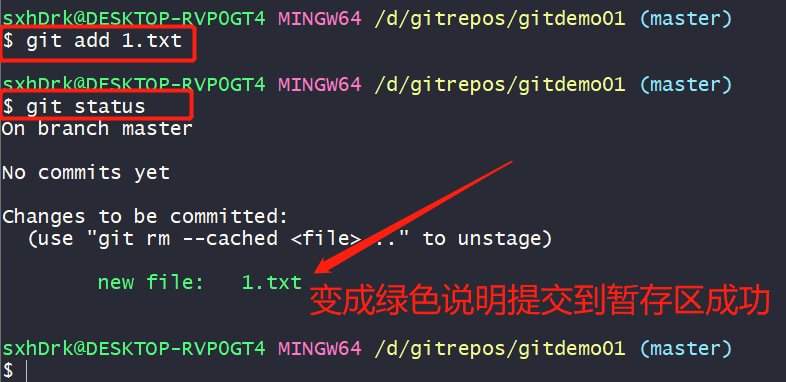 sxhDrk@DESKTOP-RVP0GT4 MINGW64 /d/gitrepos/gitdemo01 (master)
$ git add 1.txt
sxhDrk@DESKTOP-RVP0GT4 MINGW64 /d/gitrepos/gitdemo01 (master)
$ git status
On branch master
No commits yet
Changes to be committed:
(use "git rm --cached <file>..." to unstage)
new file: 1.txt
变成绿色说明提交到暂存区成功
sxhDrk@DESKTOP-RVP0GT4 MINGW64 /d/gitrepos/gitdemo01 (master)
$